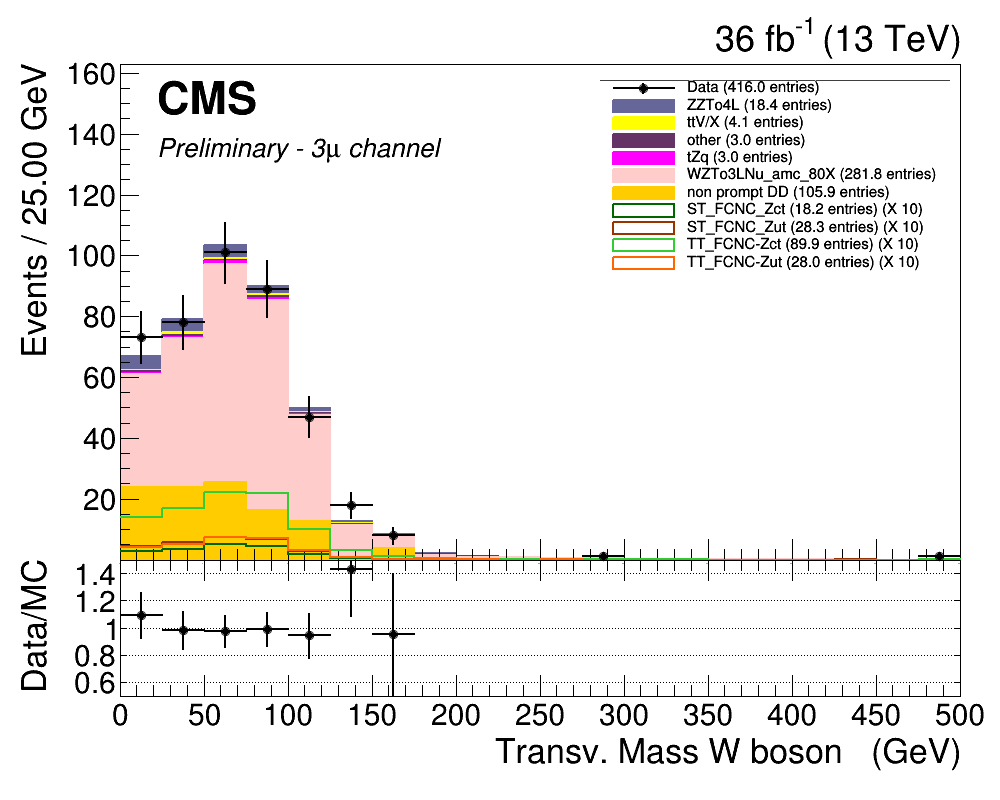 36 fb-1 (13 TeV)
Events / 25.00 GeV
160
140
120
100
80
60
40
20
CMS
Preliminary - 3μ channel
Data (416.0 entries)
ZZTo4L (18.4 entries)
ttV/X (4.1 entries)
other (3.0 entries)
tZq (3.0 entries)
WZTo3LNu_amc_80X (281.8 entries)
non prompt DD (105.9 entries)
ST_FCNC_Zct (18.2 entries) (X 10)
ST_FCNC_Zut (28.3 entries) (X 10)
TT_FCNC-Zct (89.9 entries) (X 10)
TT_FCNC-Zut (28.0 entries) (X 10)
Data/MC
1.4
1.2
1
0.8
0.6
0 50 100 150 200 250 300 350 400 450 500
Transv. Mass W boson (GeV)